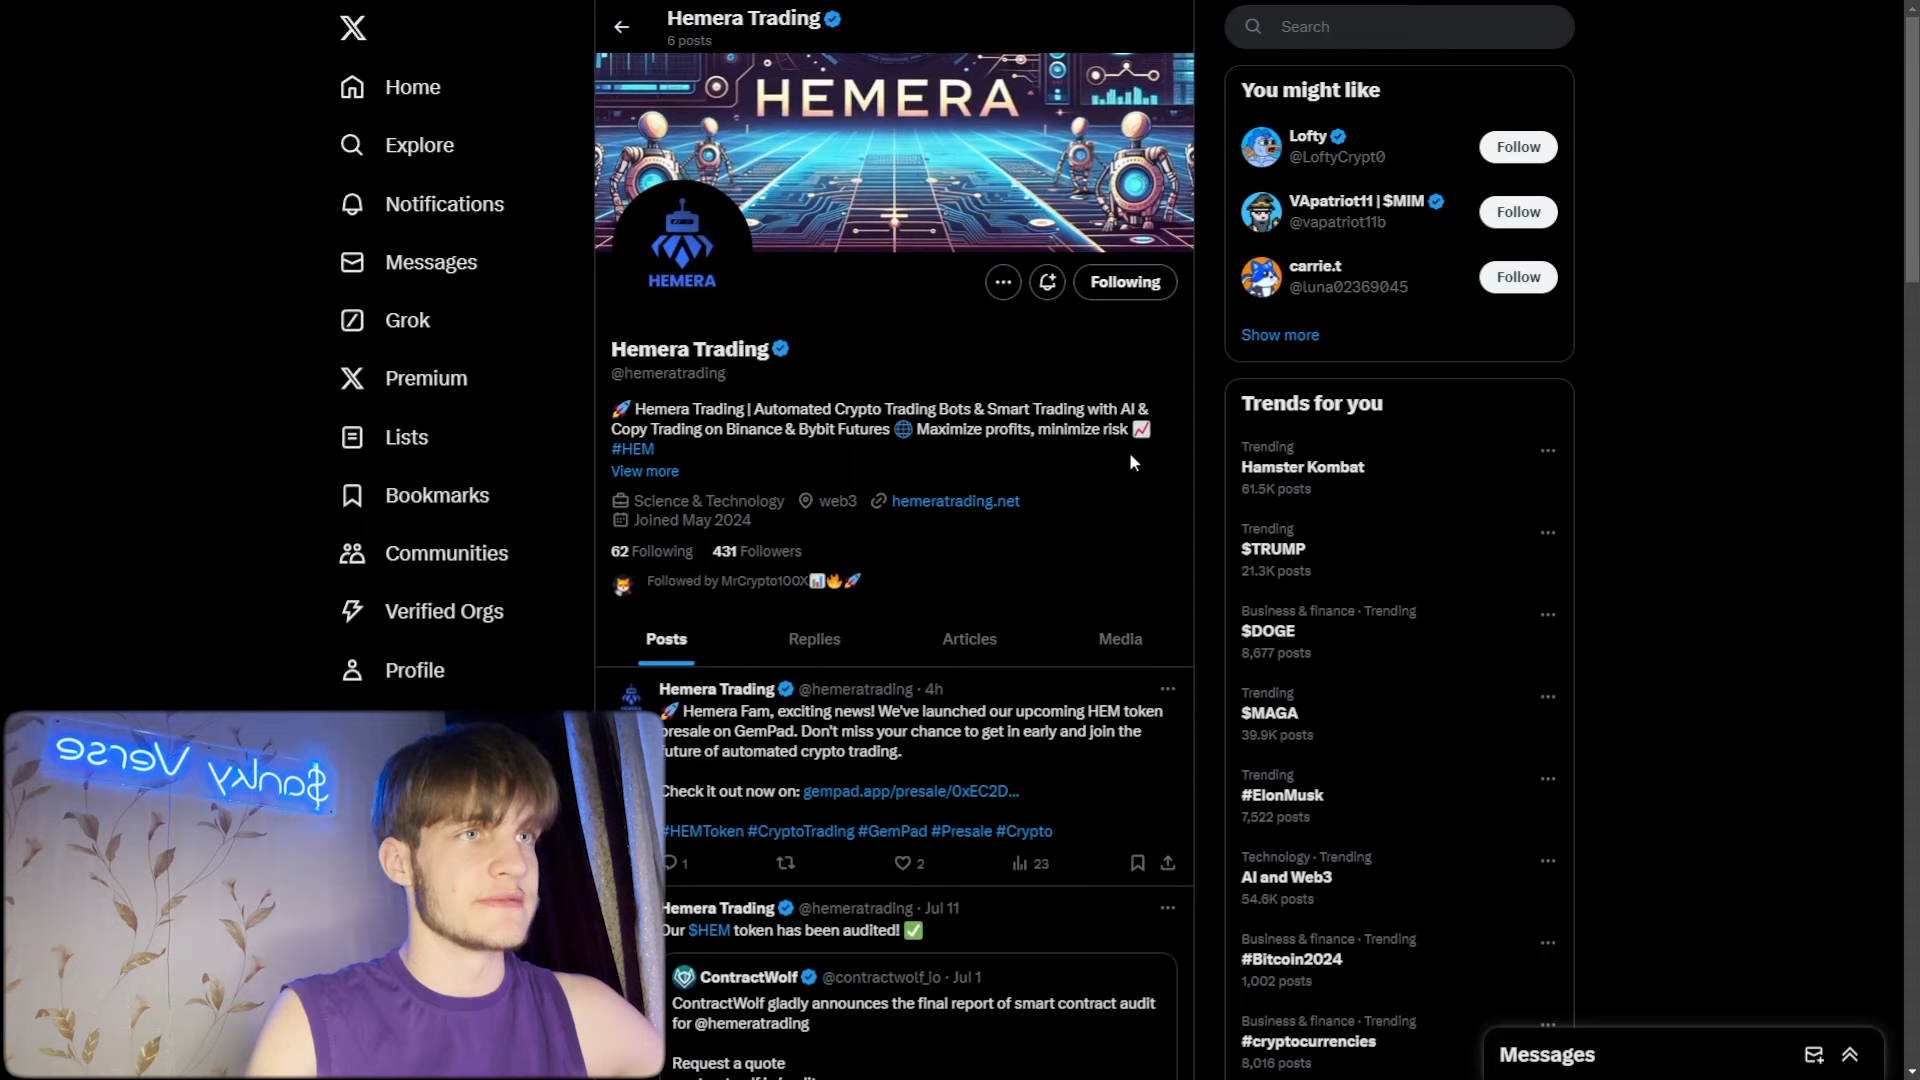 Home
Explore
Notifications
Messages
Grok
Premium
Lists
Bookmarks
Communities
Verified Orgs
Profile
$anky Verse
Hemera Trading
6 posts
HEMERA
HEMERA
Following
Hemera Trading
@hemeratrading
🚀 Hemera Trading | Automated Crypto Trading Bots & Smart Trading with AI &
Copy Trading on Binance & Bybit Futures 🌐 Maximize profits, minimize risk 📈
#HEM
View more
Science & Technology web3 hemeratrading.net
Joined May 2024
62 Following 431 Followers
Followed by MrCrypto100X📊🔥🚀
Posts Replies Articles Media
Hemera Trading @hemeratrading · 4h
🚀 Hemera Fam, exciting news! We've launched our upcoming HEM token
presale on GemPad. Don't miss your chance to get in early and join the
future of automated crypto trading.
Check it out now on: gempad.app/presale/0xEC2D...
#HEMToken #CryptoTrading #GemPad #Presale #Crypto
1 2 23
Hemera Trading @hemeratrading · Jul 11
Our $HEM token has been audited! ✅
ContractWolf @contractwolf_io · Jul 1
ContractWolf gladly announces the final report of smart contract audit
for @hemeratrading
Request a quote
Search
You might like
Lofty
@LoftyCrypt0
Follow
VApatriot11 | $MIM
@vapatriot11b
Follow
carrie.t
@luna02369045
Follow
Show more
Trends for you
Trending
Hamster Kombat
61.5K posts
Trending
$TRUMP
21.3K posts
Business & finance · Trending
$DOGE
8,677 posts
Trending
$MAGA
39.9K posts
Trending
#ElonMusk
7,522 posts
Technology · Trending
AI and Web3
54.6K posts
Business & finance · Trending
#Bitcoin2024
1,002 posts
Business & finance · Trending
#cryptocurrencies
8,016 posts
Messages